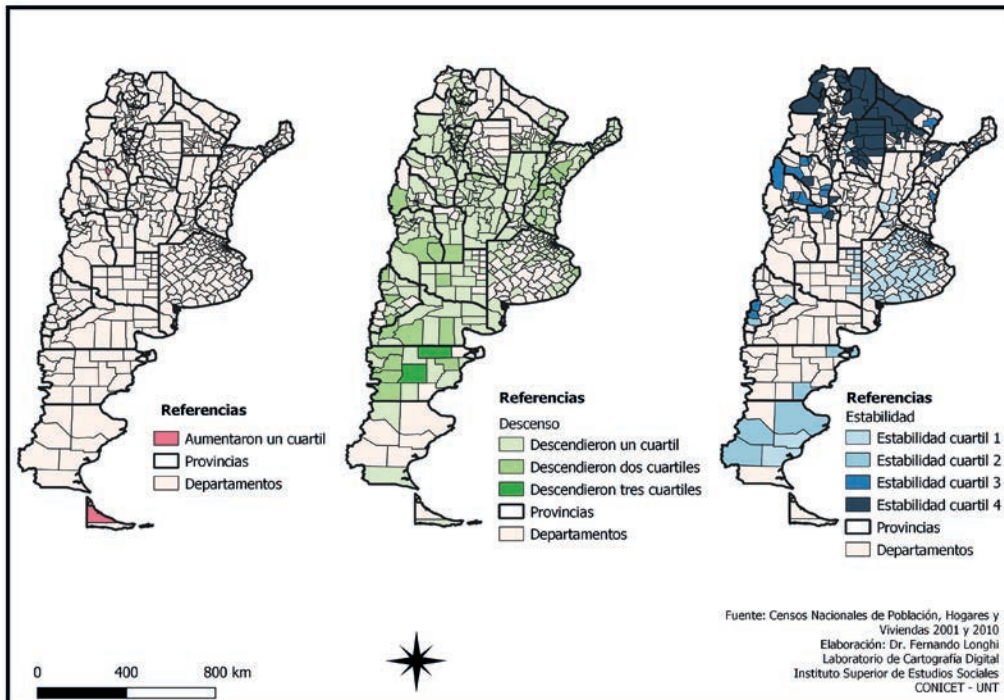 Referencias
Aumentaron un cuartil
Provincias
Departamentos
Referencias
Descenso
Descendieron un cuartil
Descendieron dos cuartiles
Descendieron tres cuartiles
Provincias
Departamentos
Referencias
Estabilidad
Estabilidad cuartil 1
Estabilidad cuartil 2
Estabilidad cuartil 3
Estabilidad cuartil 4
Provincias
Departamentos
0 400 800 km
Fuente: Censos Nacionales de Población, Hogares y
Viviendas 2001 y 2010
Elaboración: Dr. Fernando Longhi
Laboratorio de Cartografía Digital
Instituto Superior de Estudios Sociales
CONICET - UNT